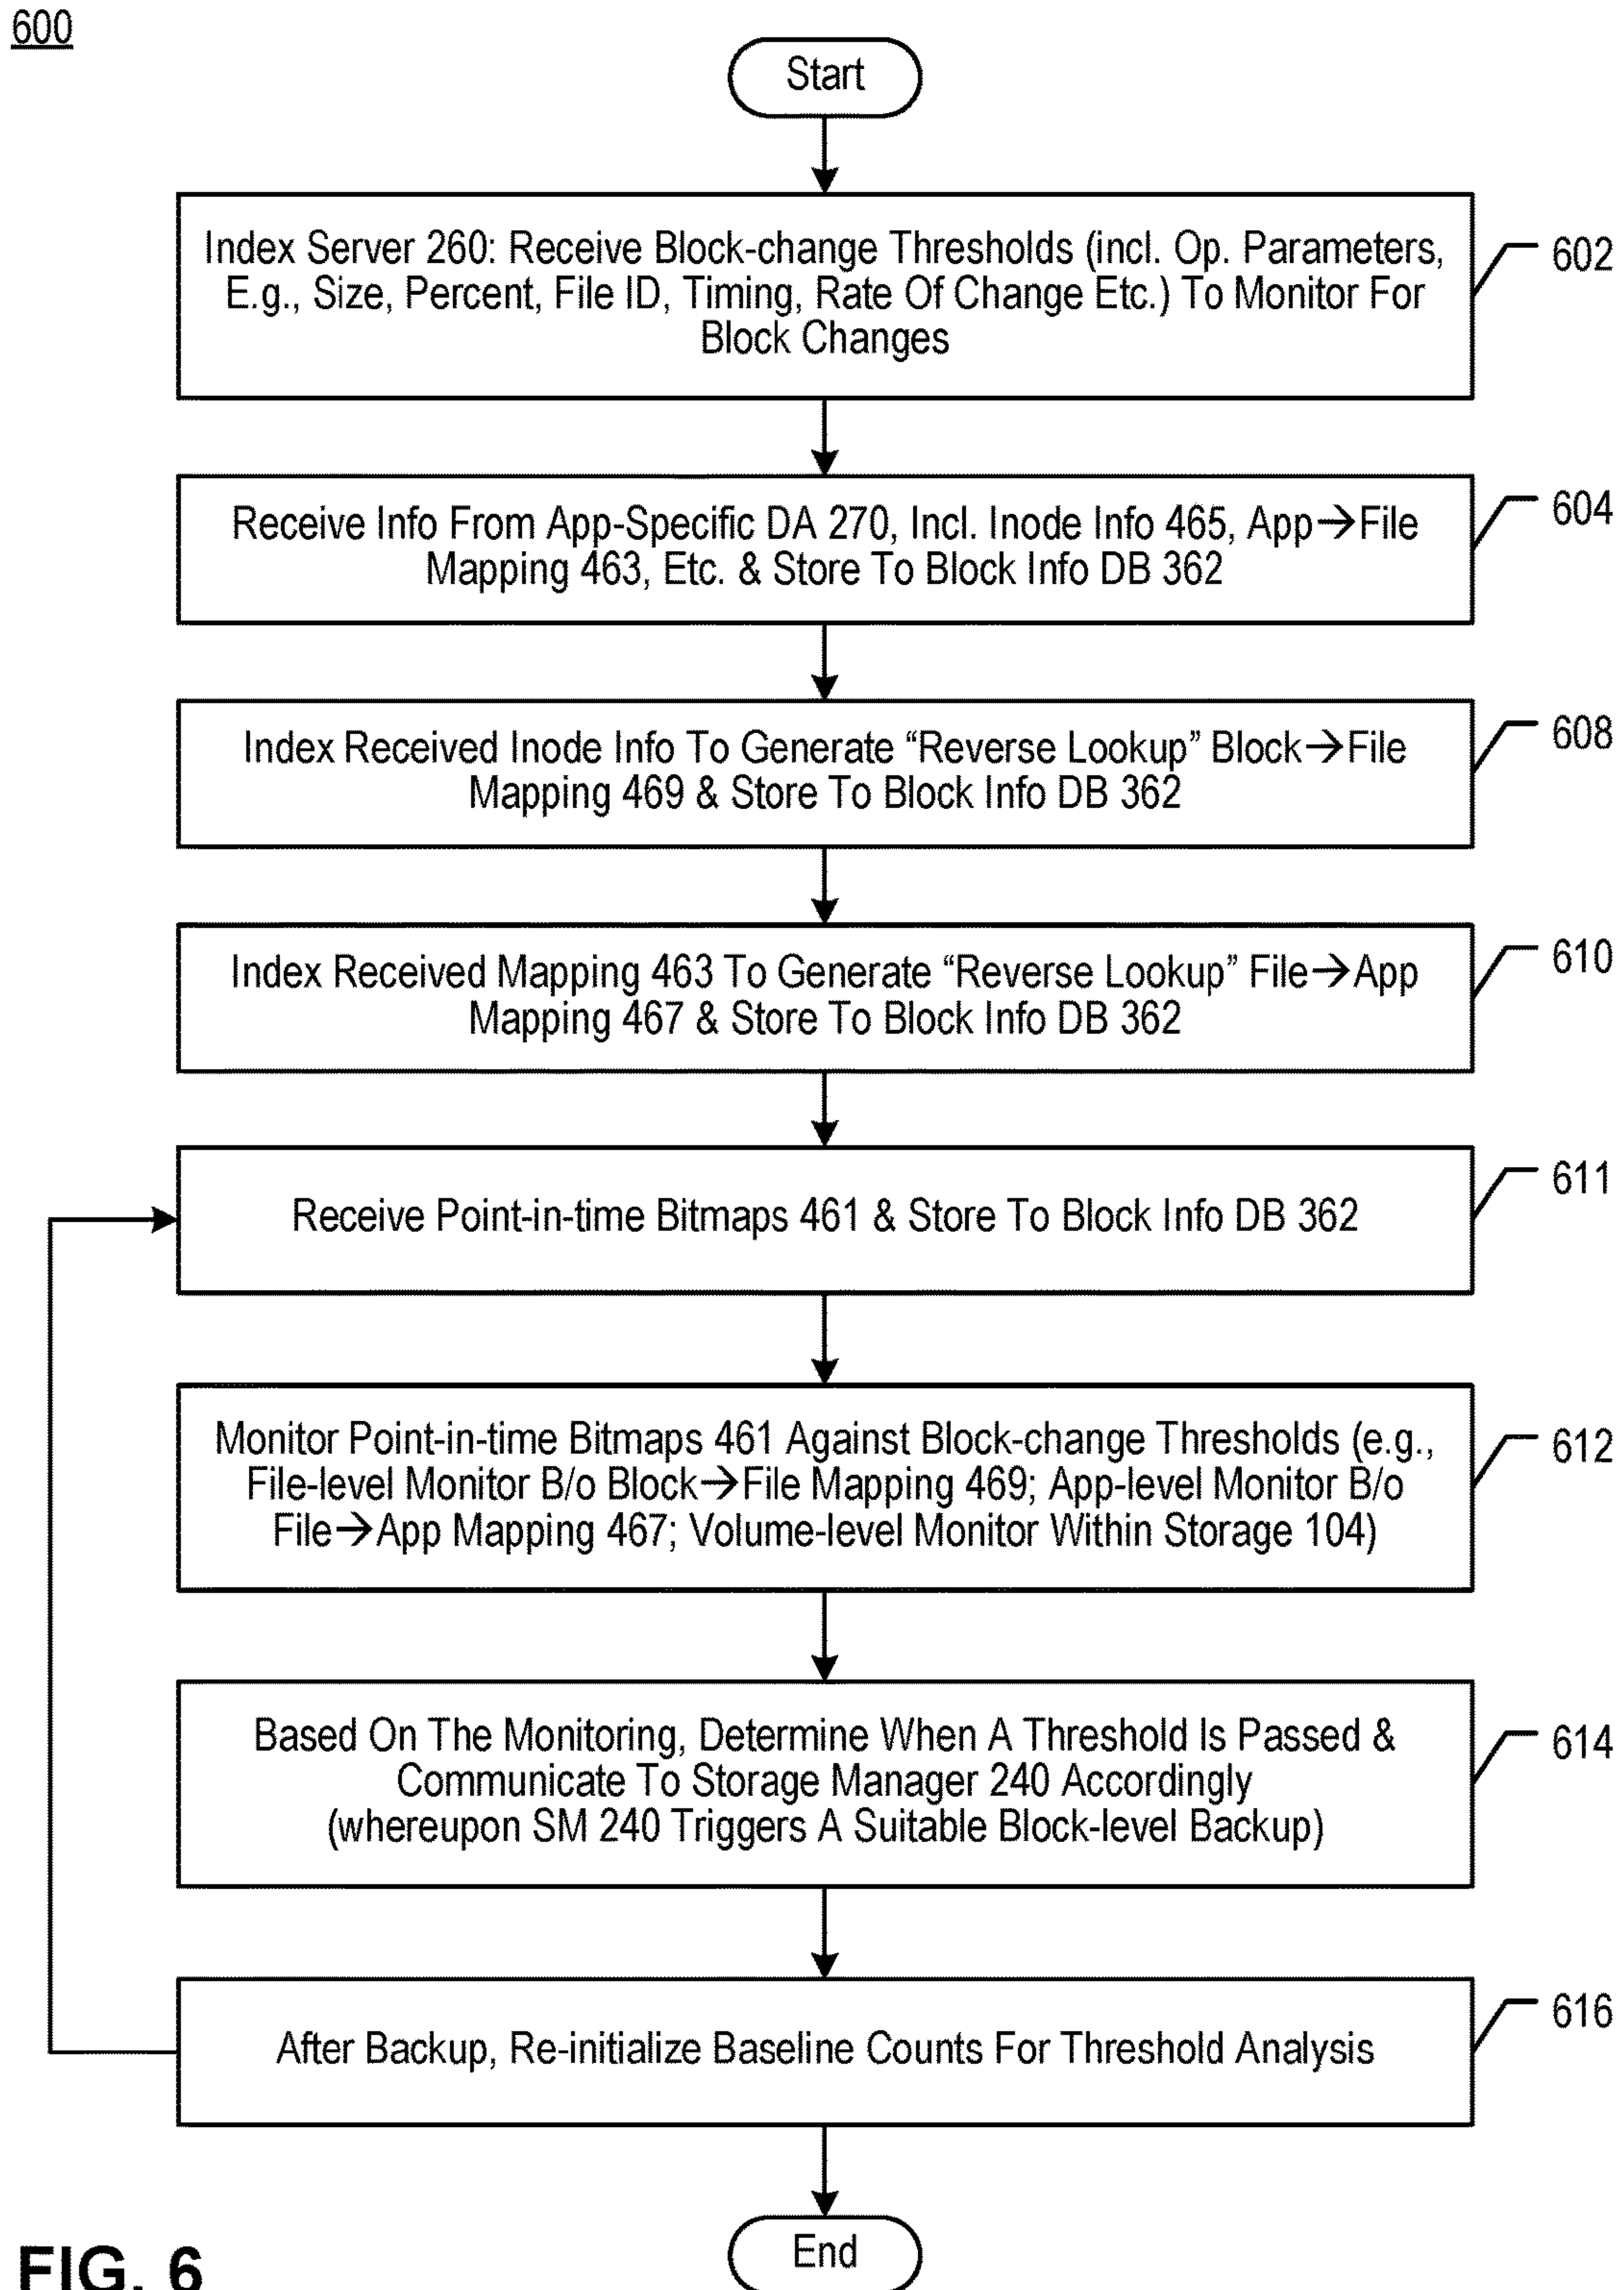 600
Start
Index Server 260: Receive Block-change Thresholds (incl. Op. Parameters,
E.g., Size, Percent, File ID, Timing, Rate Of Change Etc.) To Monitor For
Block Changes
602
Receive Info From App-Specific DA 270, Incl. Inode Info 465, App→File
Mapping 463, Etc. & Store To Block Info DB 362
604
Index Received Inode Info To Generate “Reverse Lookup” Block→File
Mapping 469 & Store To Block Info DB 362
608
Index Received Mapping 463 To Generate “Reverse Lookup” File→App
Mapping 467 & Store To Block Info DB 362
610
Receive Point-in-time Bitmaps 461 & Store To Block Info DB 362
611
Monitor Point-in-time Bitmaps 461 Against Block-change Thresholds (e.g.,
File-level Monitor B/o Block→File Mapping 469; App-level Monitor B/o
File→App Mapping 467; Volume-level Monitor Within Storage 104)
612
Based On The Monitoring, Determine When A Threshold Is Passed &
Communicate To Storage Manager 240 Accordingly
(whereupon SM 240 Triggers A Suitable Block-level Backup)
614
After Backup, Re-initialize Baseline Counts For Threshold Analysis
616
End
FIG. 6